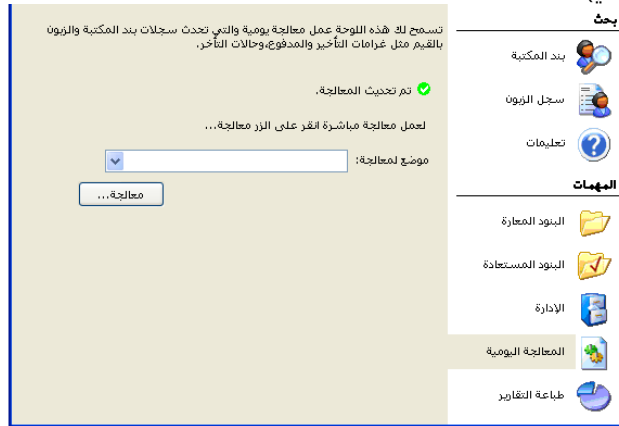 بحث
بند المكتبة
سجل الزبون
تعليمات
المهمات
البنود المعارة
البنود المستعادة
الإدارة
المعالجة اليومية
طباعة التقارير
تسمح لك هذه اللوحة عمل معالجة يومية والتي تحدث سجلات بند المكتبة والزبون
بالقيم مثل غرامات التأخير والمدفوع،وحالات التأخر.
تم تحديث المعالجة.
لعمل معالجة مباشرة انقر على الزر معالجة...
موضع لمعالجة:
معالجة...